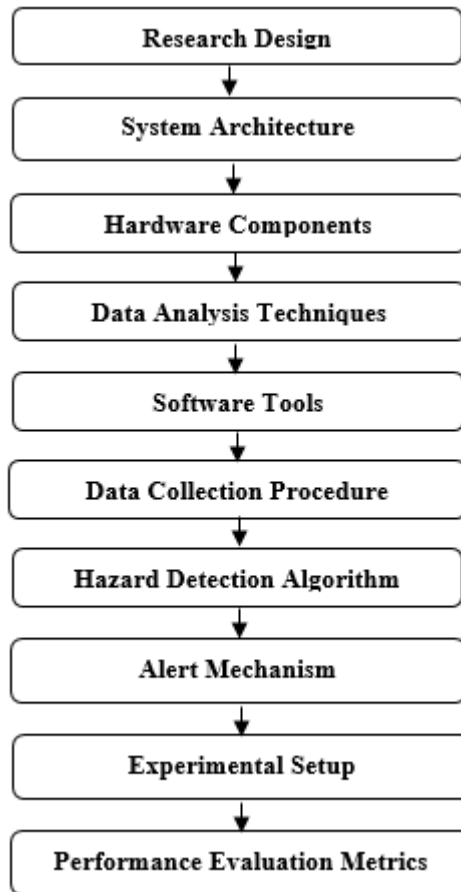 Research Design
System Architecture
Hardware Components
Data Analysis Techniques
Software Tools
Data Collection Procedure
Hazard Detection Algorithm
Alert Mechanism
Experimental Setup
Performance Evaluation Metrics